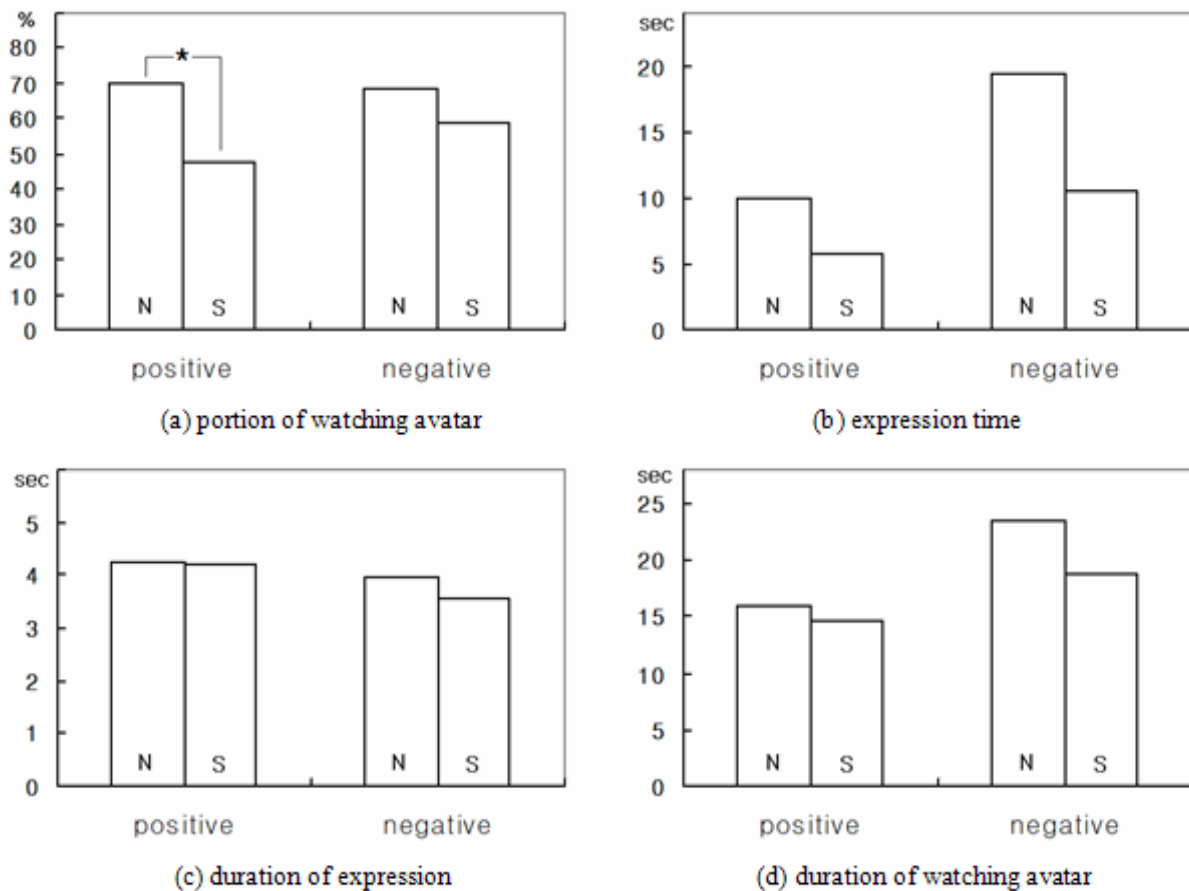 %
80
70
60
50
40
30
20
10
0
*
N S N S
positive negative
(a) portion of watching avatar
sec
20
15
10
5
0
N S N S
positive negative
(b) expression time
sec
5
4
3
2
1
0
N S N S
positive negative
(c) duration of expression
sec
25
20
15
10
5
0
N S N S
positive negative
(d) duration of watching avatar